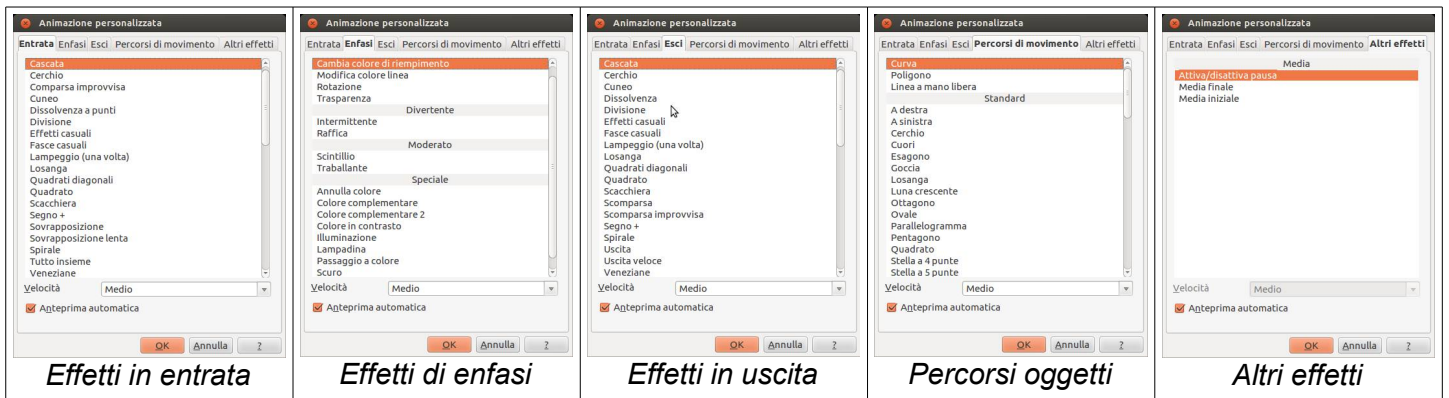 Animazione personalizzata
Entrata Enfasi Esci Percorsi di movimento Altri effetti
Cascata
Cerchio
Comparsa improvvisa
Cuneo
Dissolvenza a punti
Divisione
Effetti casuali
Fasce casuali
Lampeggio (una volta)
Losanga
Quadrati diagonali
Quadrato
Scacchiera
Segno +
Sovrapposizione
Sovrapposizione lenta
Spirale
Tutto insieme
Veneziane
Velocità Medio
Anteprima automatica
OK Annulla ?
Effetti in entrata
Animazione personalizzata
Entrata Enfasi Esci Percorsi di movimento Altri effetti
Cambia colore di riempimento
Modifica colore linea
Rotazione
Trasparenza
Divertente
Intermittente
Raffica
Moderato
Scintillio
Traballante
Speciale
Annulla colore
Colore complementare
Colore complementare 2
Colore in contrasto
Illuminazione
Lampadina
Passaggio a colore
Scuro
Velocità Medio
Anteprima automatica
OK Annulla ?
Effetti di enfasi
Animazione personalizzata
Entrata Enfasi Esci Percorsi di movimento Altri effetti
Cascata
Cerchio
Cuneo
Dissolvenza
Divisione
Effetti casuali
Fasce casuali
Lampeggio (una volta)
Losanga
Quadrati diagonali
Quadrato
Scacchiera
Scomparsa
Scomparsa improvvisa
Segno +
Spirale
Uscita
Uscita veloce
Veneziane
Velocità Medio
Anteprima automatica
OK Annulla ?
Effetti in uscita
Animazione personalizzata
Entrata Enfasi Esci Percorsi di movimento Altri effetti
Curva
Poligono
Linea a mano libera
Standard
A destra
A sinistra
Cerchio
Cuori
Esagono
Goccia
Losanga
Luna crescente
Ottagono
Ovale
Parallelogramma
Pentagono
Quadrato
Stella a 4 punte
Stella a 5 punte
Velocità Medio
Anteprima automatica
OK Annulla ?
Percorsi oggetti
Animazione personalizzata
Entrata Enfasi Esci Percorsi di movimento Altri effetti
Media
Attiva/disattiva pausa
Media finale
Media iniziale
Velocità Medio
Anteprima automatica
OK Annulla ?
Altri effetti